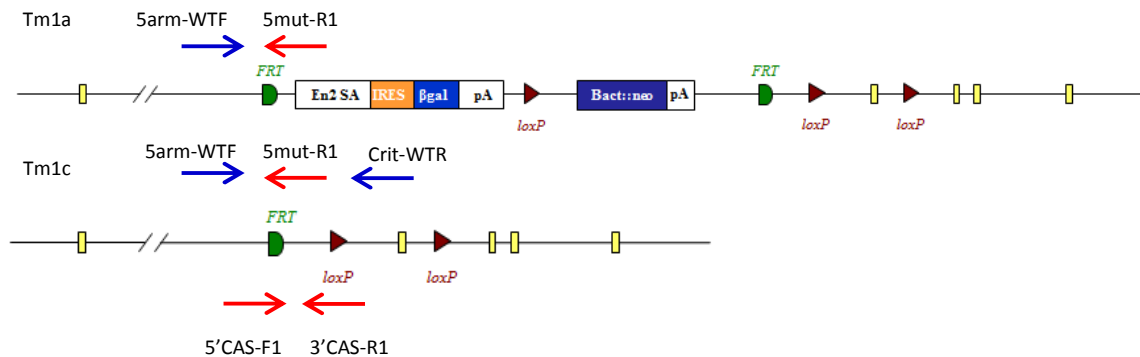 Tm1a 5arm-WTF 5mut-R1
FRT FRT
En2 SA IRES βgal pA Bact::neo pA
loxP loxP loxP
5arm-WTF 5mut-R1 Crit-WTR
Tm1c
FRT
loxP loxP
5'CAS-F1 3'CAS-R1